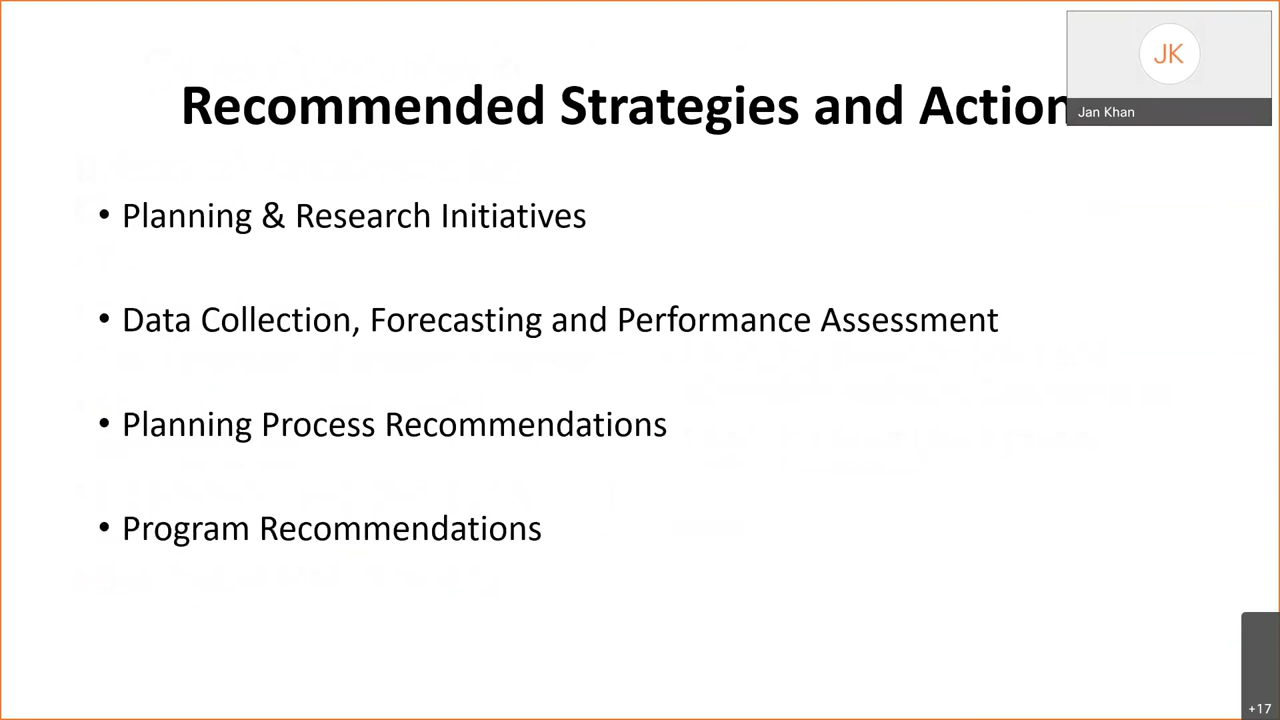 Recommended Strategies and Action
JK
Jan Khan
• Planning & Research Initiatives
• Data Collection, Forecasting and Performance Assessment
• Planning Process Recommendations
• Program Recommendations
+17